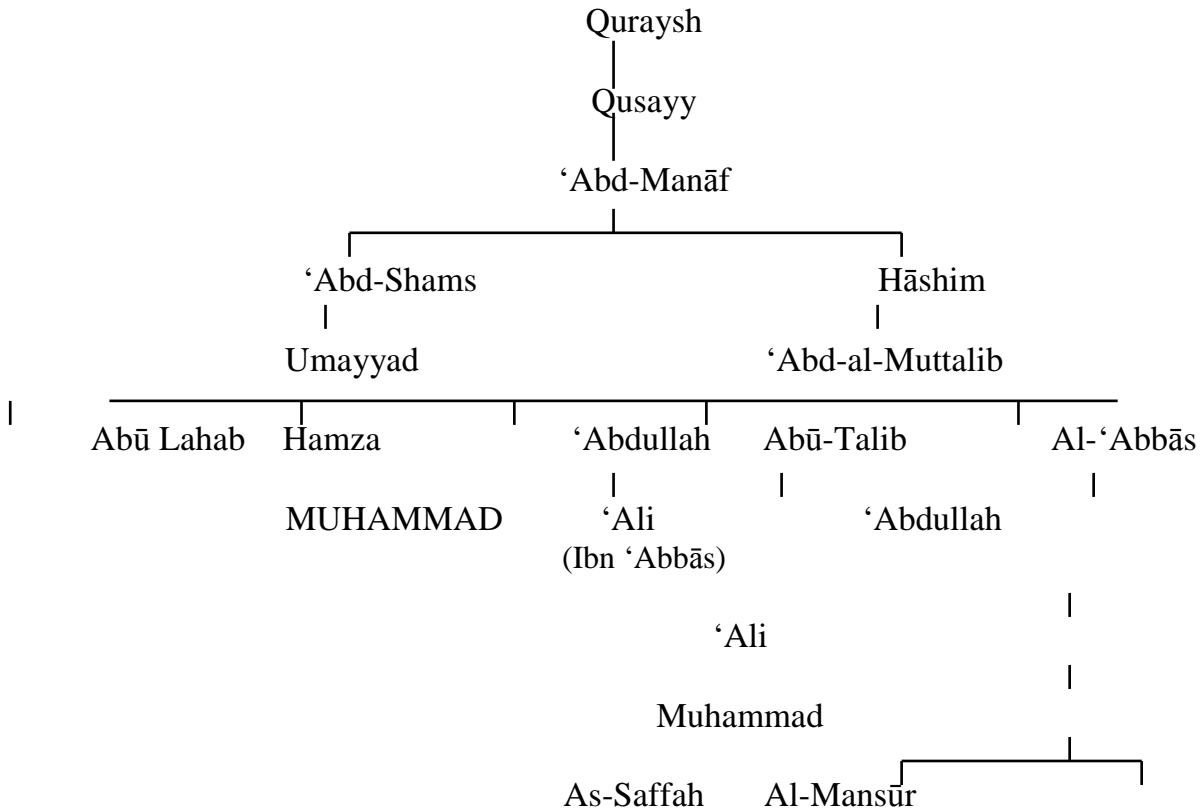 Quraysh
Qusayy
‘Abd-Manāf
‘Abd-Shams Hāshim
Umayyad ‘Abd-al-Muttalib
Abū Lahab Hamza ‘Abdullah Abū-Talib Al-‘Abbās
MUHAMMAD ‘Ali ‘Abdullah
(Ibn ‘Abbās)
‘Ali
Muhammad
As-Saffah Al-Mansūr